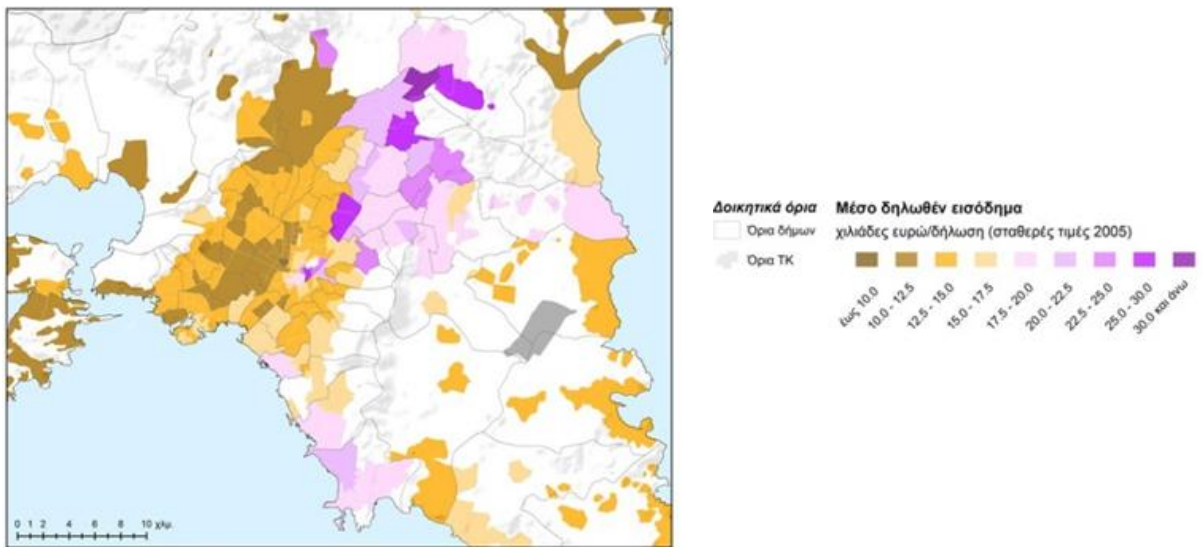 Δοικητικά όρια
Όρια δήμων
Όρια ΤΚ
Μέσο δηλωθέν εισόδημα
χιλιάδες ευρώ/δήλωση (σταθερές τιμές 2005)
έως 10.0
10.0 - 12.5
12.5 - 15.0
15.0 - 17.5
17.5 - 20.0
20.0 - 22.5
22.5 - 25.0
25.0 - 30.0
30.0 και άνω
0 1 2 4 6 8 10 χλμ.